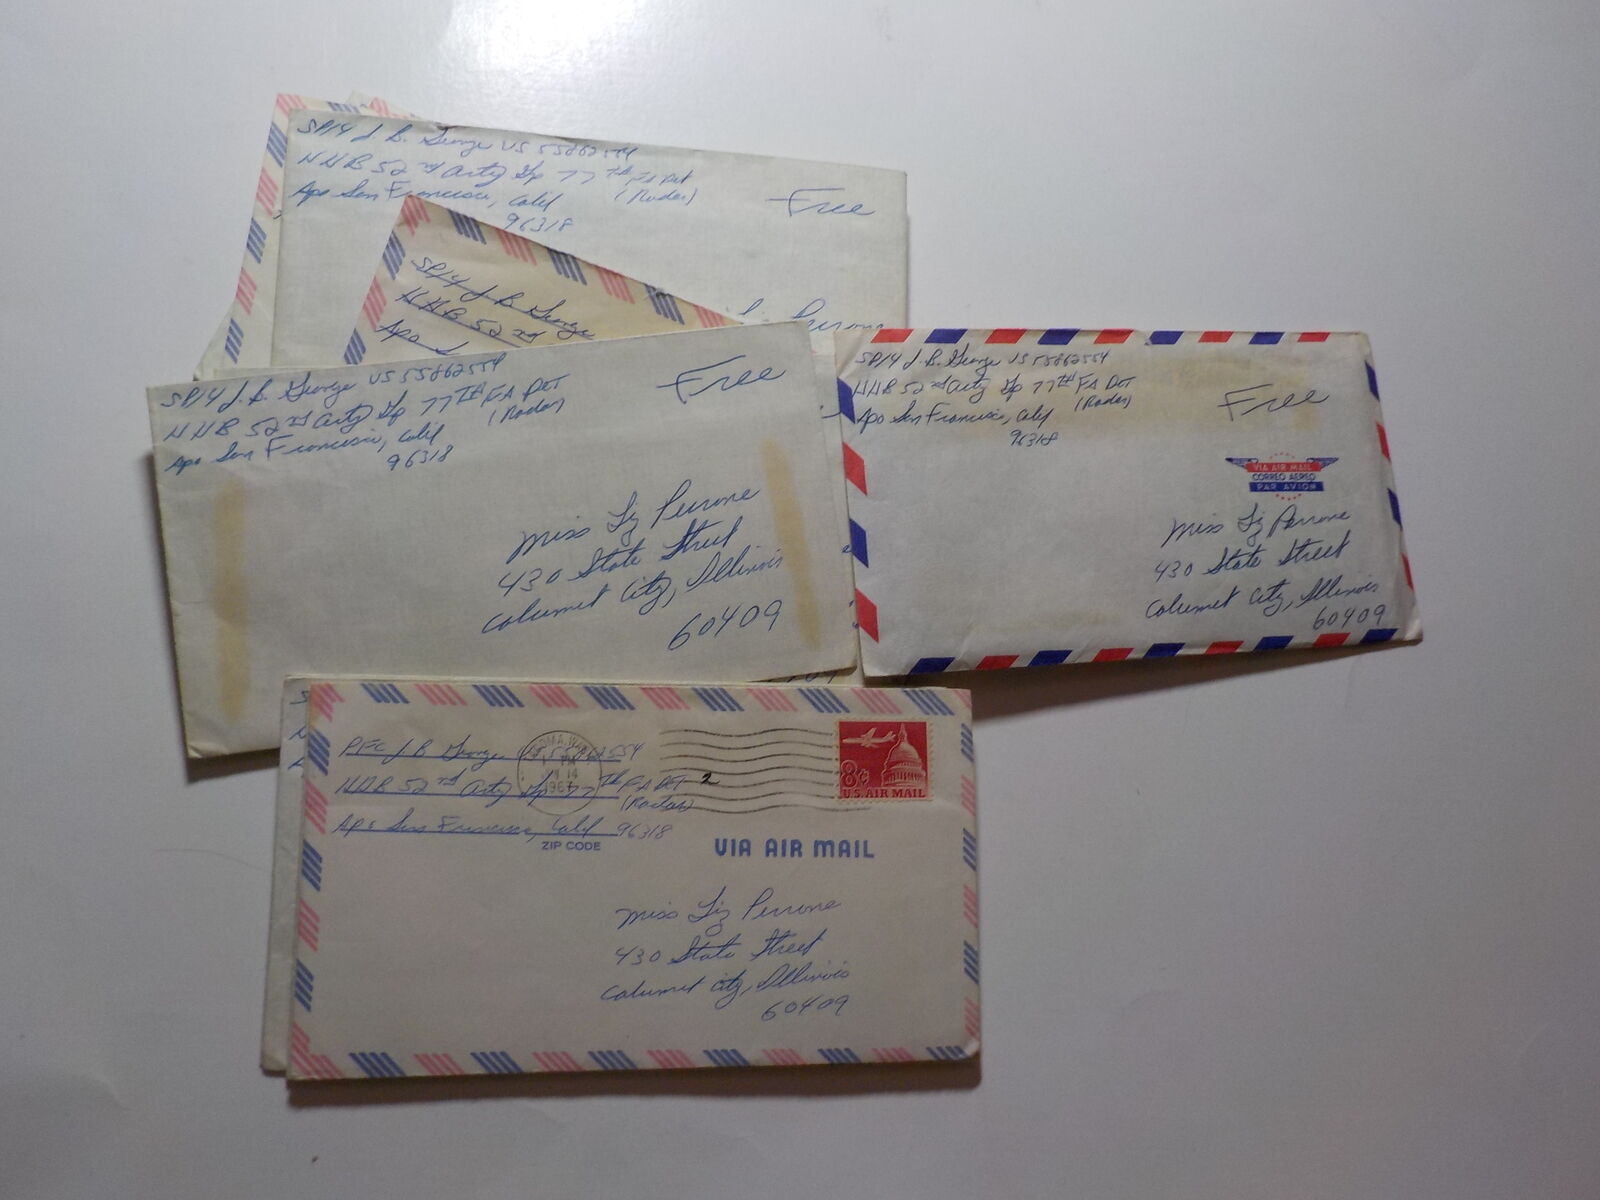 SP/4 J. B. George US 55862554
HHB 52nd Arty Gp 77TH FA Det
Apo San Francisco, Calif (Radar)
96318
Free
SP/4 J B George
HHB 52nd
Apo S
Perrone
SP/4 J. B. George US 55862554
HHB 52nd Arty Gp 77TH FA Det
Apo San Francisco, Calif (Radar)
96318
Free
Miss Liz Perrone
430 State Street
Calumet City, Illinois
60409
SP/4 J. B. George US 55862554
HHB 52nd Arty Gp 77TH FA Det
Apo San Francisco, Calif (Radar)
96318
Free
VIA AIR MAIL
CORREO AEREO
PAR AVION
Miss Liz Perrone
430 State Street
Calumet City, Illinois
60409
PFC J B George US 55862554
HHB 52nd Arty Gp 77th FA DET 2
(Radar)
Apo San Francisco, Calif 96318
ZIP CODE
PM
14
1967
8c
U.S. AIR MAIL
VIA AIR MAIL
Miss Liz Perrone
430 State Street
Calumet City, Illinois
60409